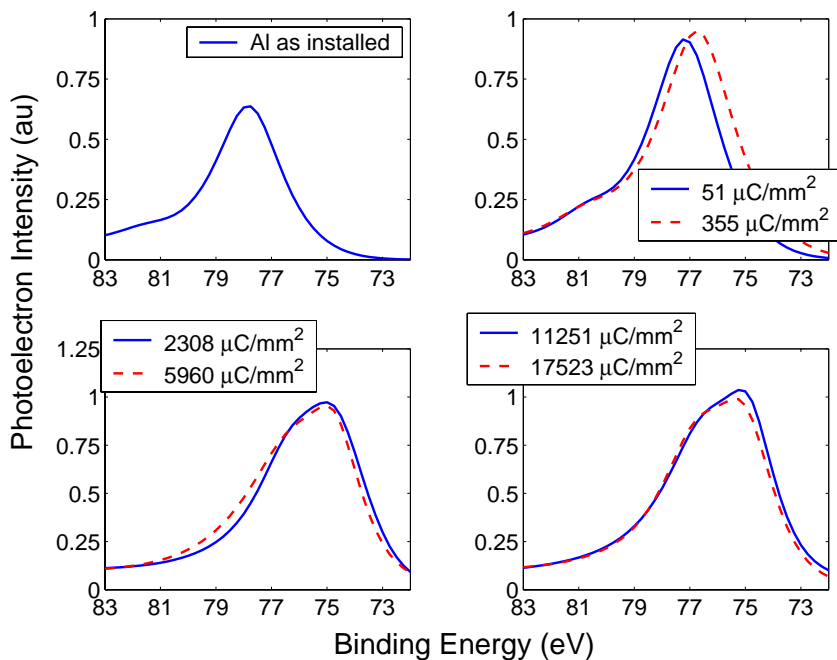 Photoelectron Intensity (au)
1
0.75
0.5
0.25
0
83 81 79 77 75 73
Al as installed
1
0.75
0.5
0.25
0
83 81 79 77 75 73
51 μC/mm²
355 μC/mm²
1.25
1
0.75
0.5
0.25
0
83 81 79 77 75 73
2308 μC/mm²
5960 μC/mm²
1
0.75
0.5
0.25
0
83 81 79 77 75 73
11251 μC/mm²
17523 μC/mm²
Binding Energy (eV)